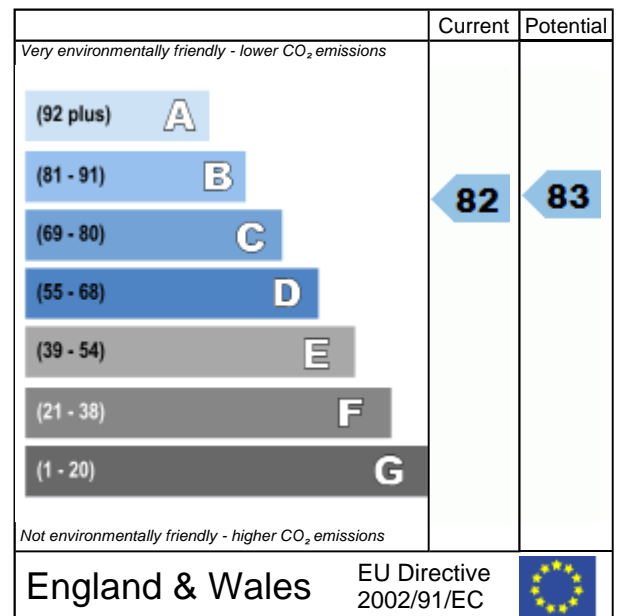 Current Potential
Very environmentally friendly - lower CO₂ emissions
(92 plus) A
(81 - 91) B
82 83
(69 - 80) C
(55 - 68) D
(39 - 54) E
(21 - 38) F
(1 - 20) G
Not environmentally friendly - higher CO₂ emissions
England & Wales
EU Directive
2002/91/EC